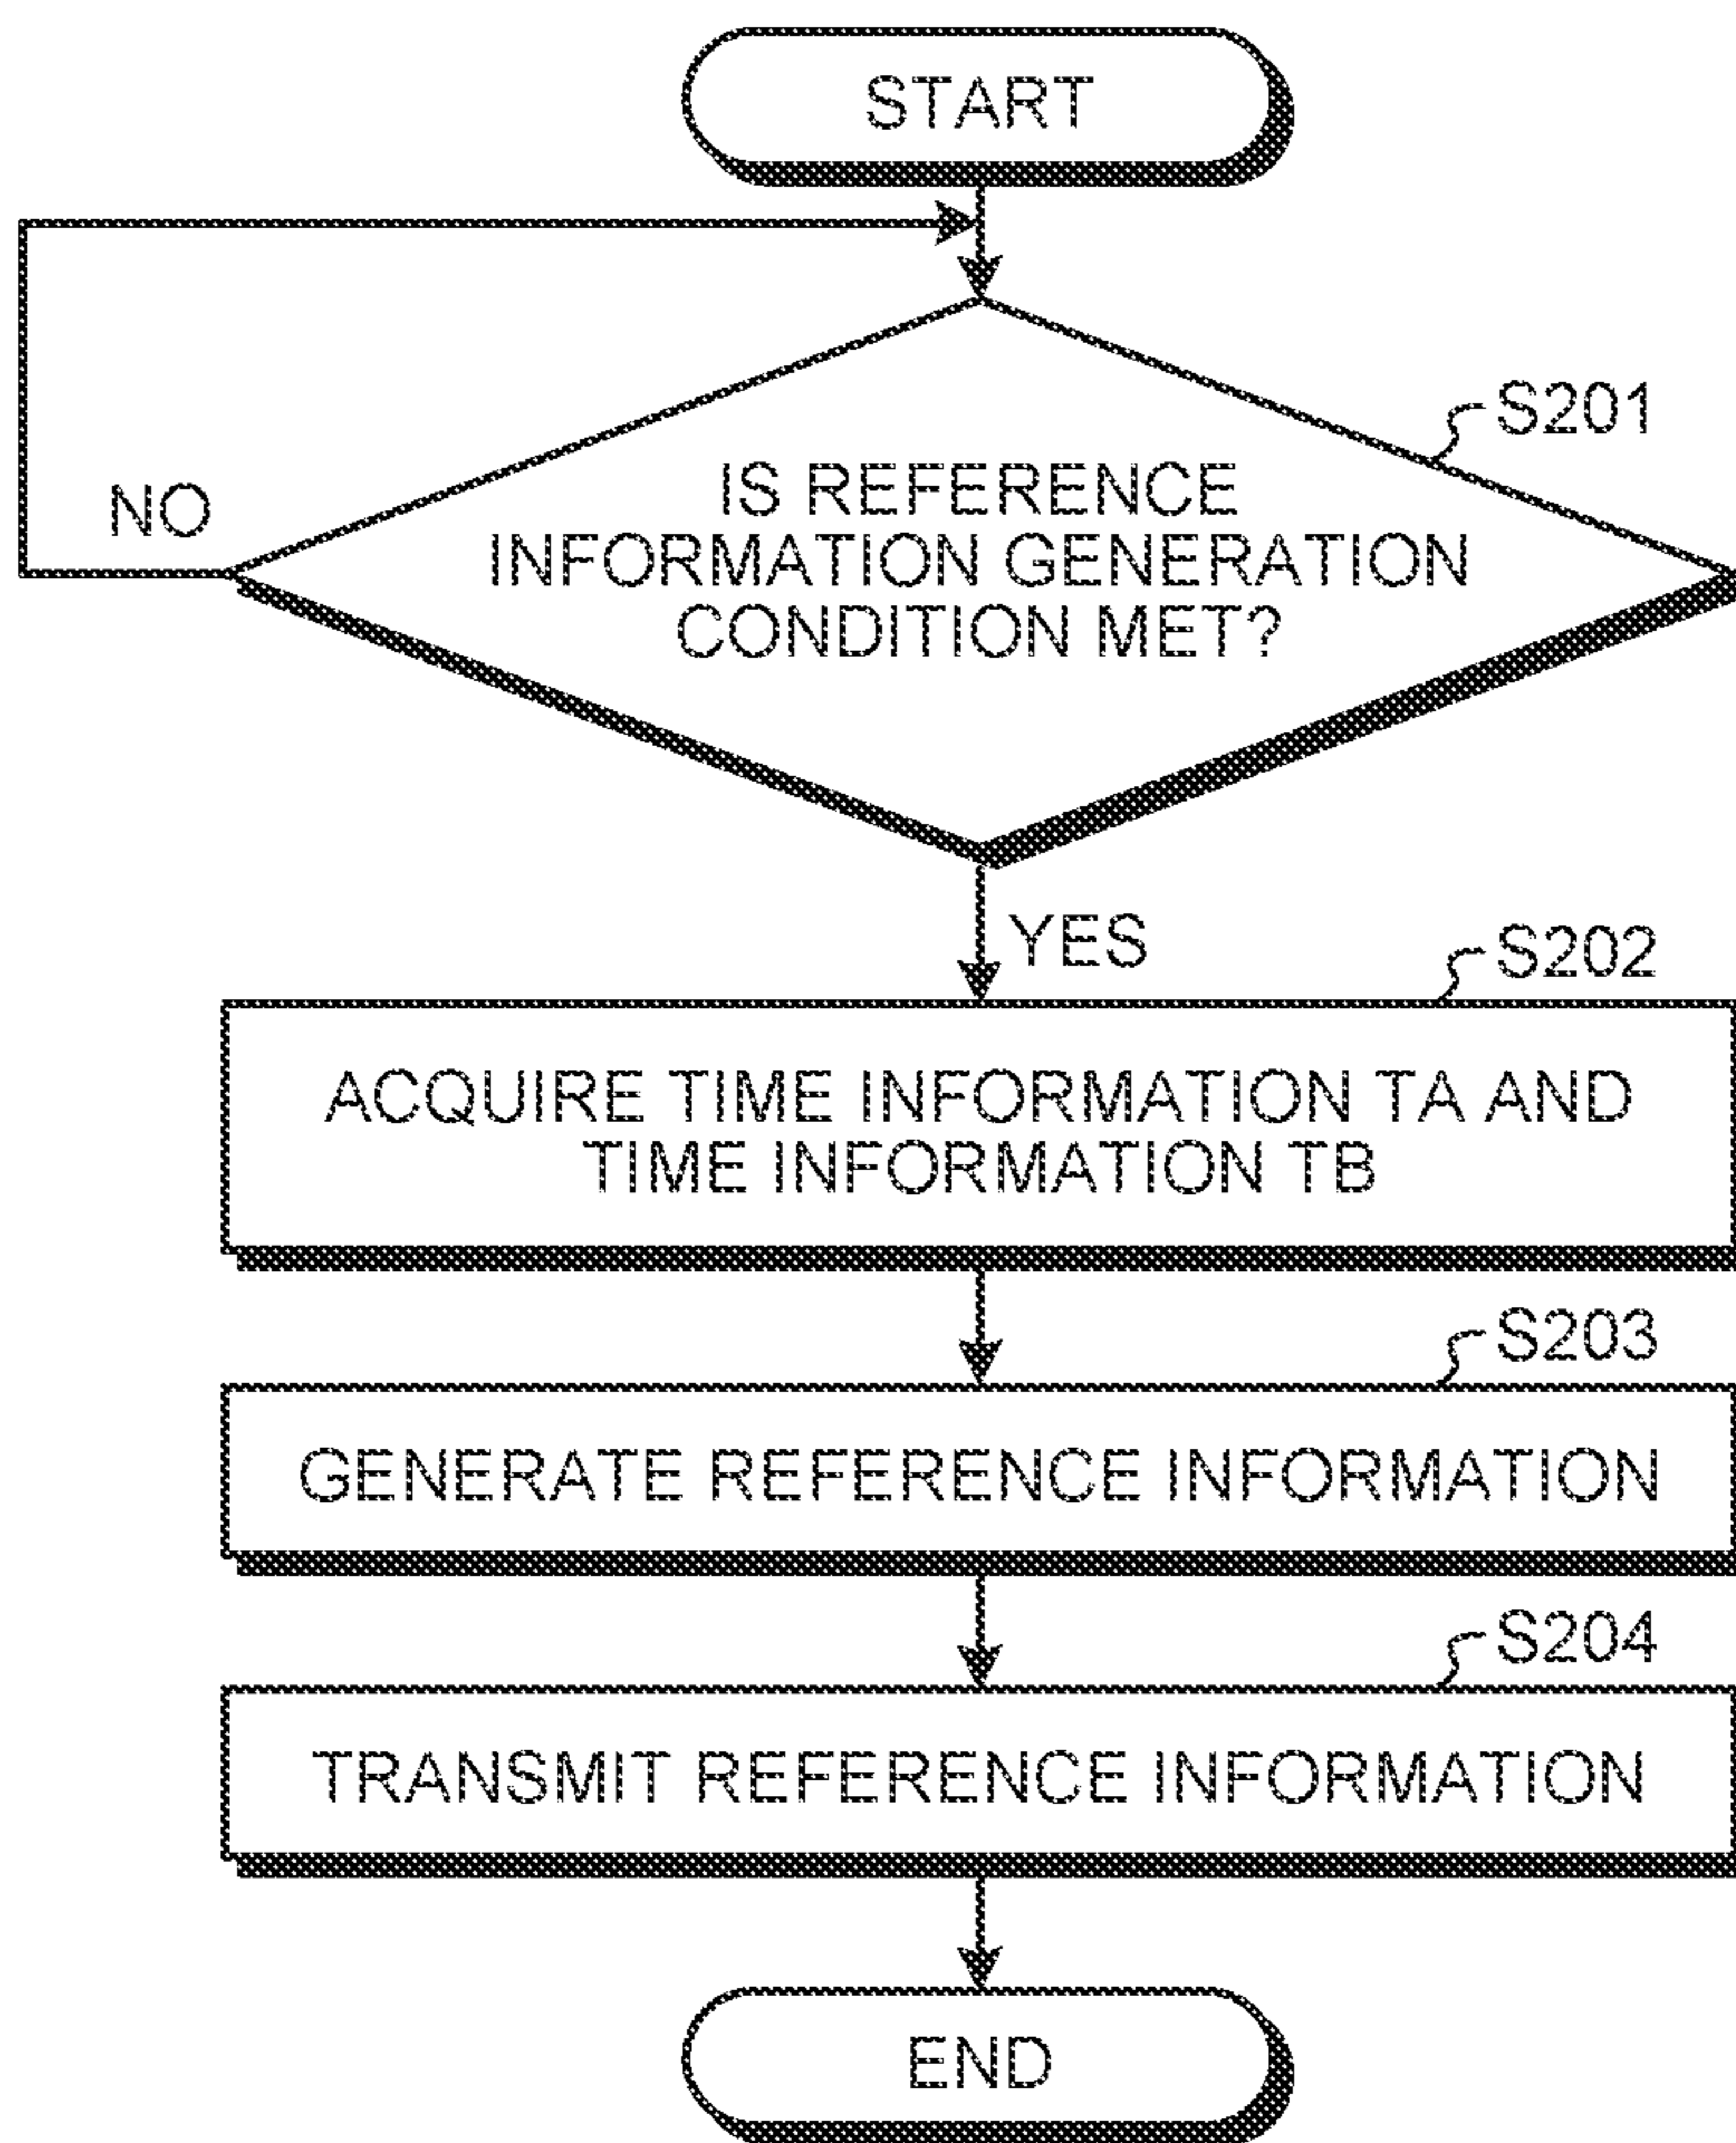 START
S201
IS REFERENCE
INFORMATION GENERATION
CONDITION MET?
NO
YES
S202
ACQUIRE TIME INFORMATION TA AND
TIME INFORMATION TB
S203
GENERATE REFERENCE INFORMATION
S204
TRANSMIT REFERENCE INFORMATION
END